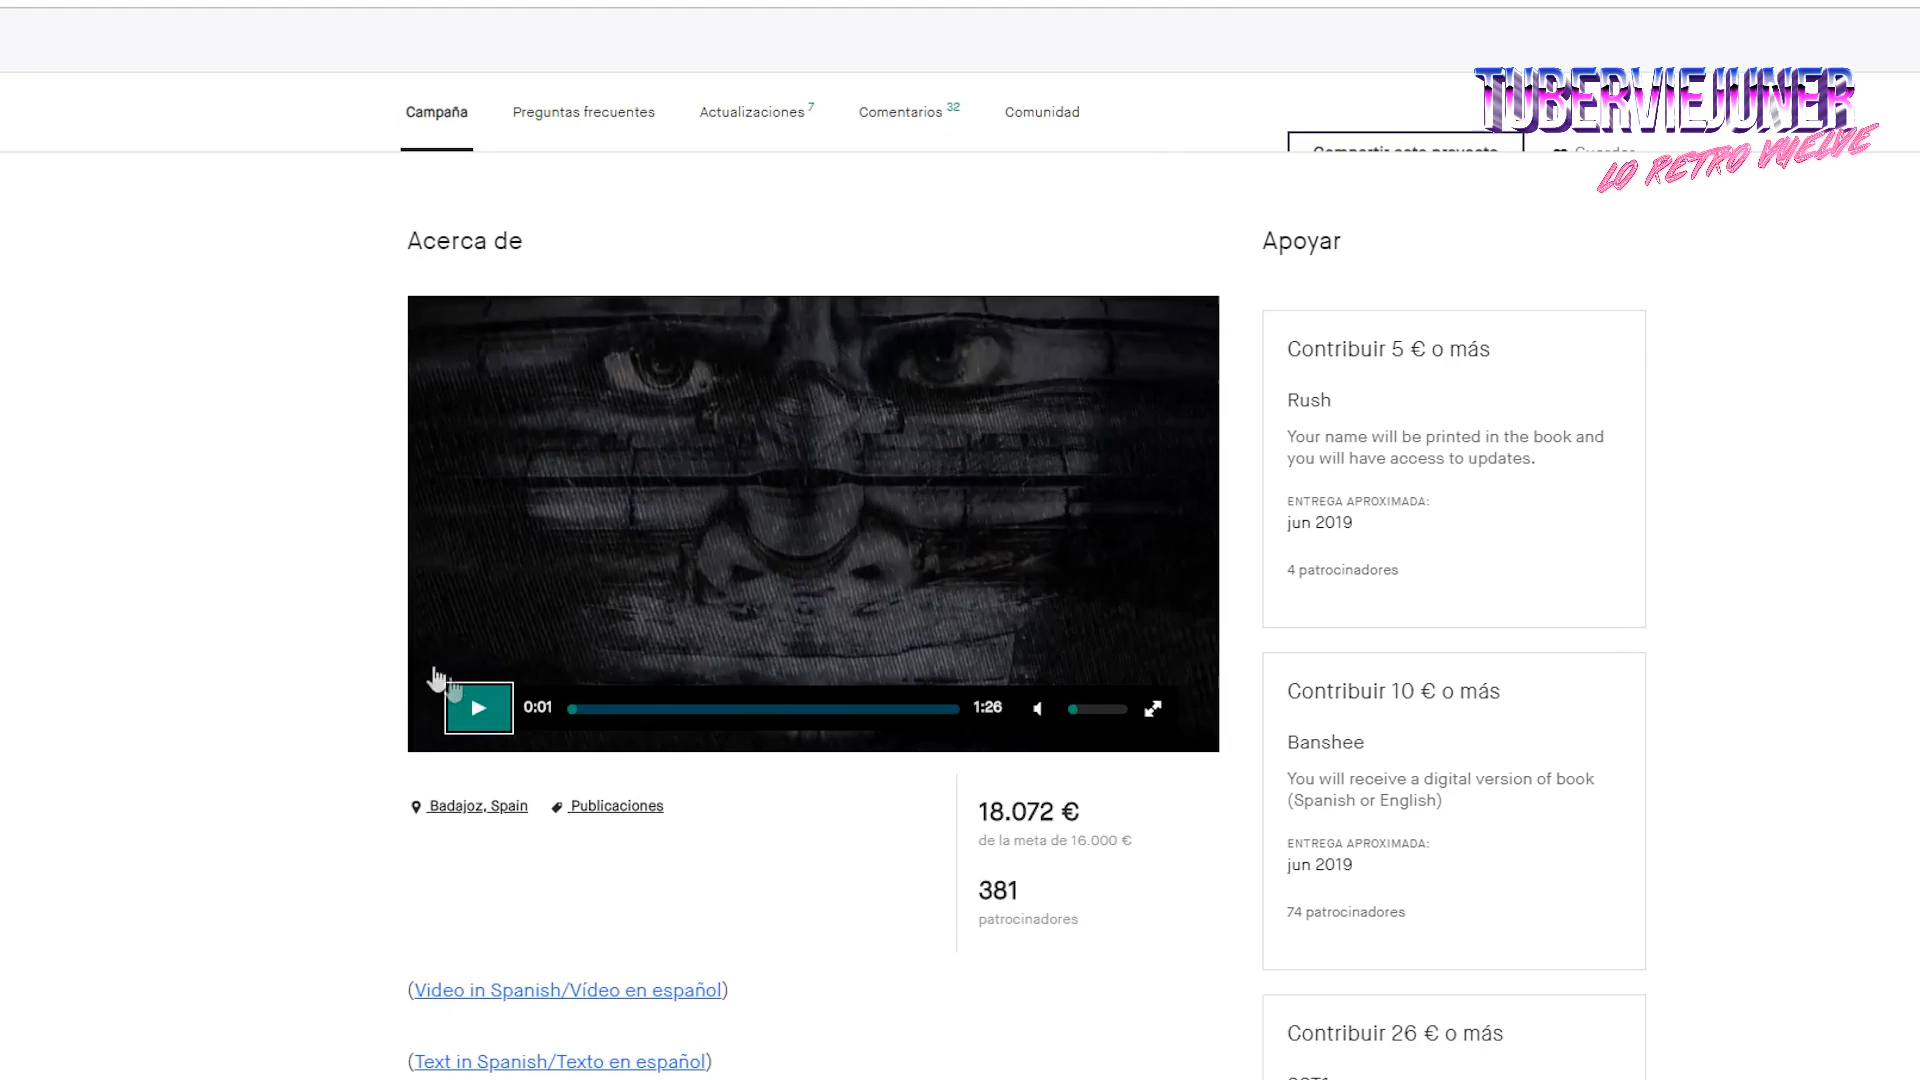 TUBERVIEJUNER
LO RETRO VUELVE
Campaña
Preguntas frecuentes
Actualizaciones 7
Comentarios 32
Comunidad
Compartir este proyecto
Guardar
Acerca de
0:01
1:26
Badajoz, Spain
Publicaciones
18.072 €
de la meta de 16.000 €
381
patrocinadores
(Video in Spanish/Vídeo en español)
(Text in Spanish/Texto en español)
Apoyar
Contribuir 5 € o más
Rush
Your name will be printed in the book and
you will have access to updates.
ENTREGA APROXIMADA:
jun 2019
4 patrocinadores
Contribuir 10 € o más
Banshee
You will receive a digital version of book
(Spanish or English)
ENTREGA APROXIMADA:
jun 2019
74 patrocinadores
Contribuir 26 € o más